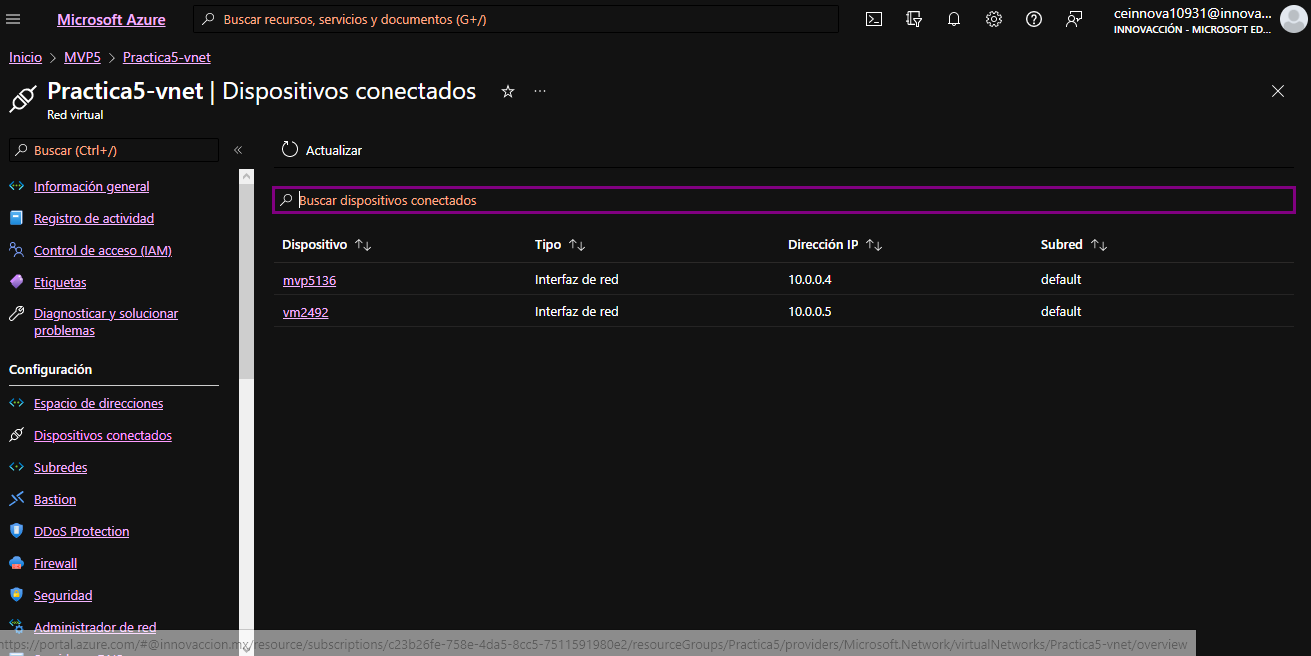 Microsoft Azure
Buscar recursos, servicios y documentos (G+/)
ceinnova10931@innova...
INNOVACCIÓN - MICROSOFT ED...
Inicio > MVP5 > Practica5-vnet
Practica5-vnet | Dispositivos conectados
Red virtual
Buscar (Ctrl+/)
Información general
Registro de actividad
Control de acceso (IAM)
Etiquetas
Diagnosticar y solucionar
problemas
Configuración
Espacio de direcciones
Dispositivos conectados
Subredes
Bastion
DDoS Protection
Firewall
Seguridad
Administrador de red
Actualizar
Buscar dispositivos conectados
Dispositivo Tipo Dirección IP Subred
mvp5136 Interfaz de red 10.0.0.4 default
vm2492 Interfaz de red 10.0.0.5 default
https://portal.azure.com/#@innovaccion.mx/resource/subscriptions/c23b26fe-758e-4da5-8cc5-7511591980e2/resourceGroups/Practica5/providers/Microsoft.Network/virtualNetworks/Practica5-vnet/overview